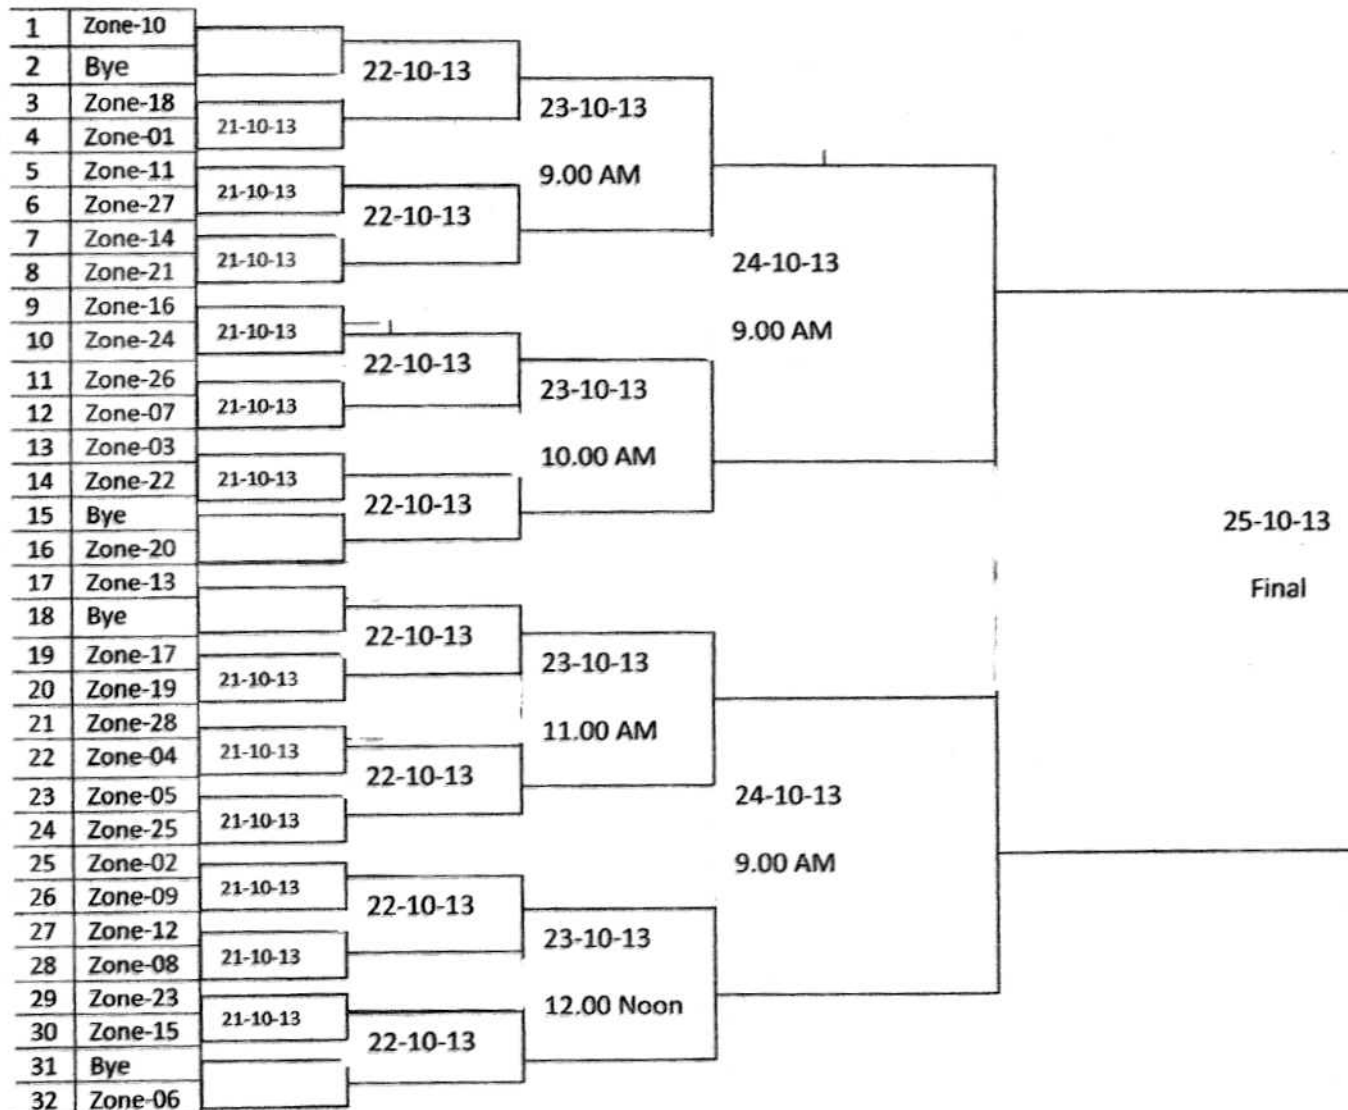 1 Zone-10
2 Bye
22-10-13
3 Zone-18
23-10-13
4 Zone-01
21-10-13
5 Zone-11
9.00 AM
6 Zone-27
21-10-13
22-10-13
7 Zone-14
8 Zone-21
21-10-13
24-10-13
9 Zone-16
10 Zone-24
21-10-13
9.00 AM
22-10-13
11 Zone-26
23-10-13
12 Zone-07
21-10-13
13 Zone-03
10.00 AM
14 Zone-22
21-10-13
22-10-13
15 Bye
25-10-13
16 Zone-20
17 Zone-13
Final
18 Bye
22-10-13
19 Zone-17
23-10-13
20 Zone-19
21-10-13
21 Zone-28
11.00 AM
22 Zone-04
21-10-13
22-10-13
23 Zone-05
24-10-13
24 Zone-25
21-10-13
25 Zone-02
9.00 AM
26 Zone-09
21-10-13
22-10-13
27 Zone-12
23-10-13
28 Zone-08
21-10-13
29 Zone-23
12.00 Noon
30 Zone-15
21-10-13
22-10-13
31 Bye
32 Zone-06